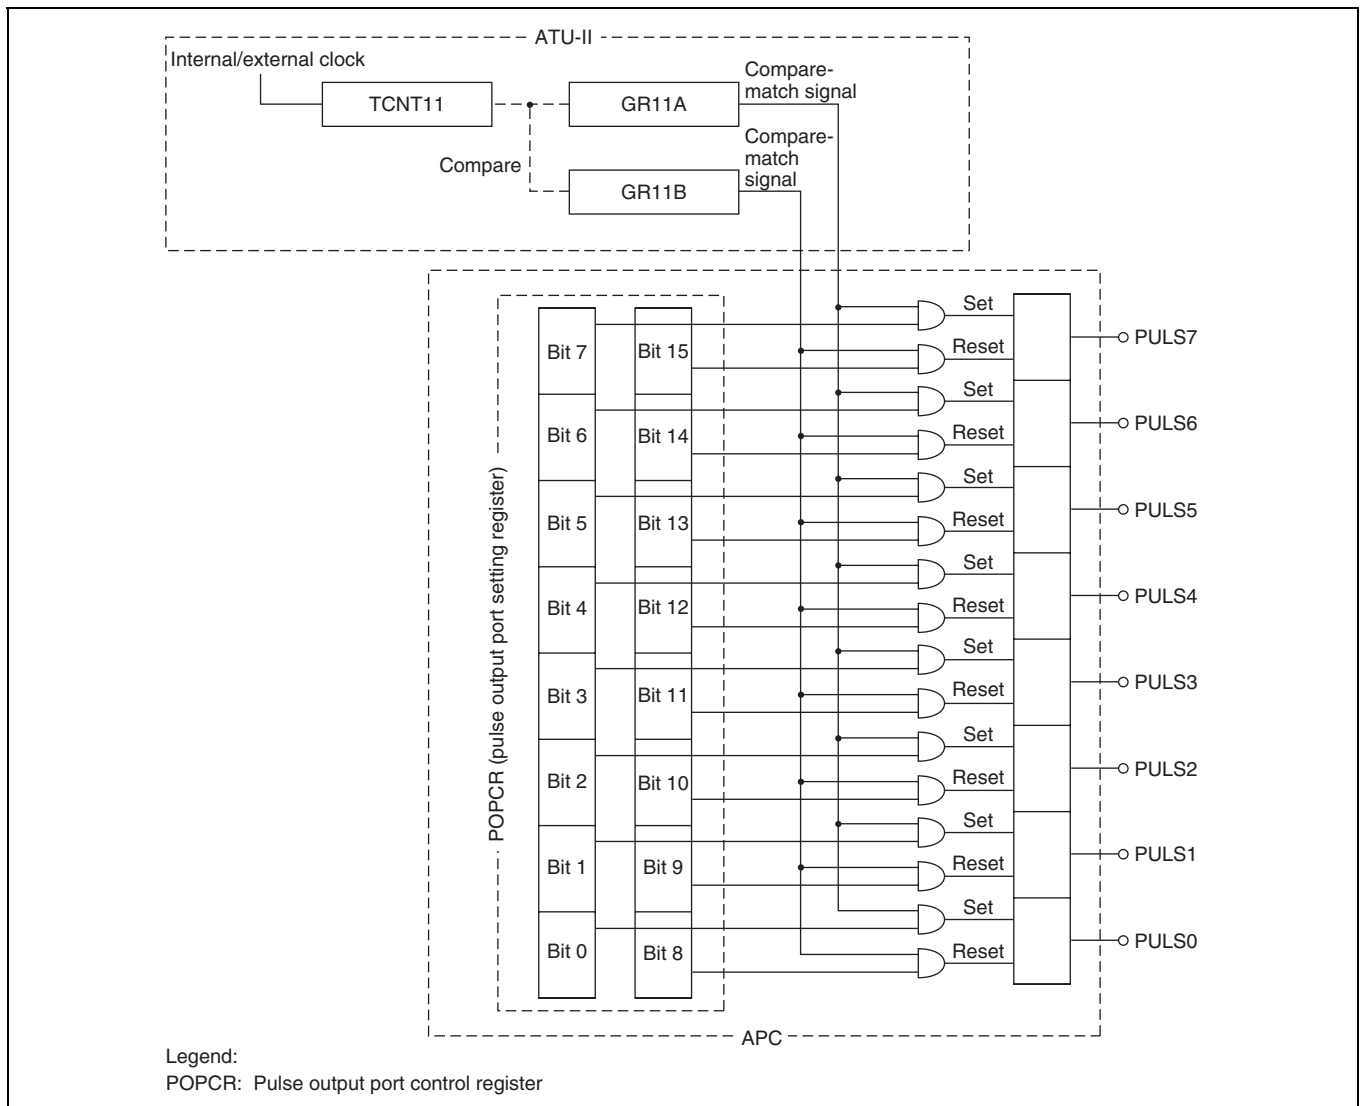 ATU-II
Internal/external clock
TCNT11
GR11A
Compare-
match signal
Compare
GR11B
Compare-
match
signal
POPCR (pulse output port setting register)
Bit 7
Bit 15
Set
Reset
PULS7
Bit 6
Bit 14
Set
Reset
PULS6
Bit 5
Bit 13
Set
Reset
PULS5
Bit 4
Bit 12
Set
Reset
PULS4
Bit 3
Bit 11
Set
Reset
PULS3
Bit 2
Bit 10
Set
Reset
PULS2
Bit 1
Bit 9
Set
Reset
PULS1
Bit 0
Bit 8
Set
Reset
PULS0
APC
Legend:
POPCR: Pulse output port control register